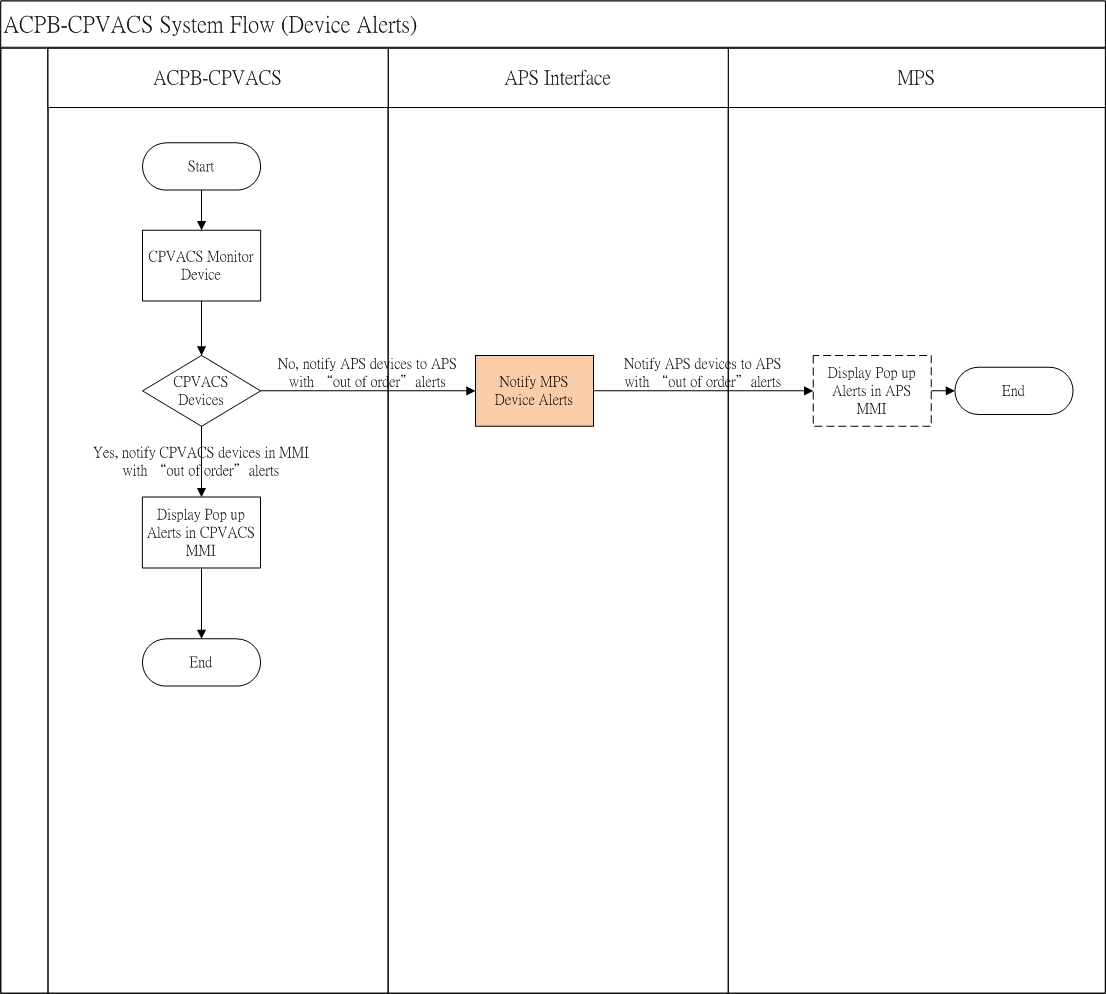 ACPB-CPVACS System Flow (Device Alerts)
ACPB-CPVACS
APS Interface
MPS
Start
CPVACS Monitor
Device
CPVACS
Devices
No, notify APS devices to APS
with “out of order” alerts
Notify MPS
Device Alerts
Notify APS devices to APS
with “out of order” alerts
Display Pop up
Alerts in APS
MMI
End
Yes, notify CPVACS devices in MMI
with “out of order” alerts
Display Pop up
Alerts in CPVACS
MMI
End